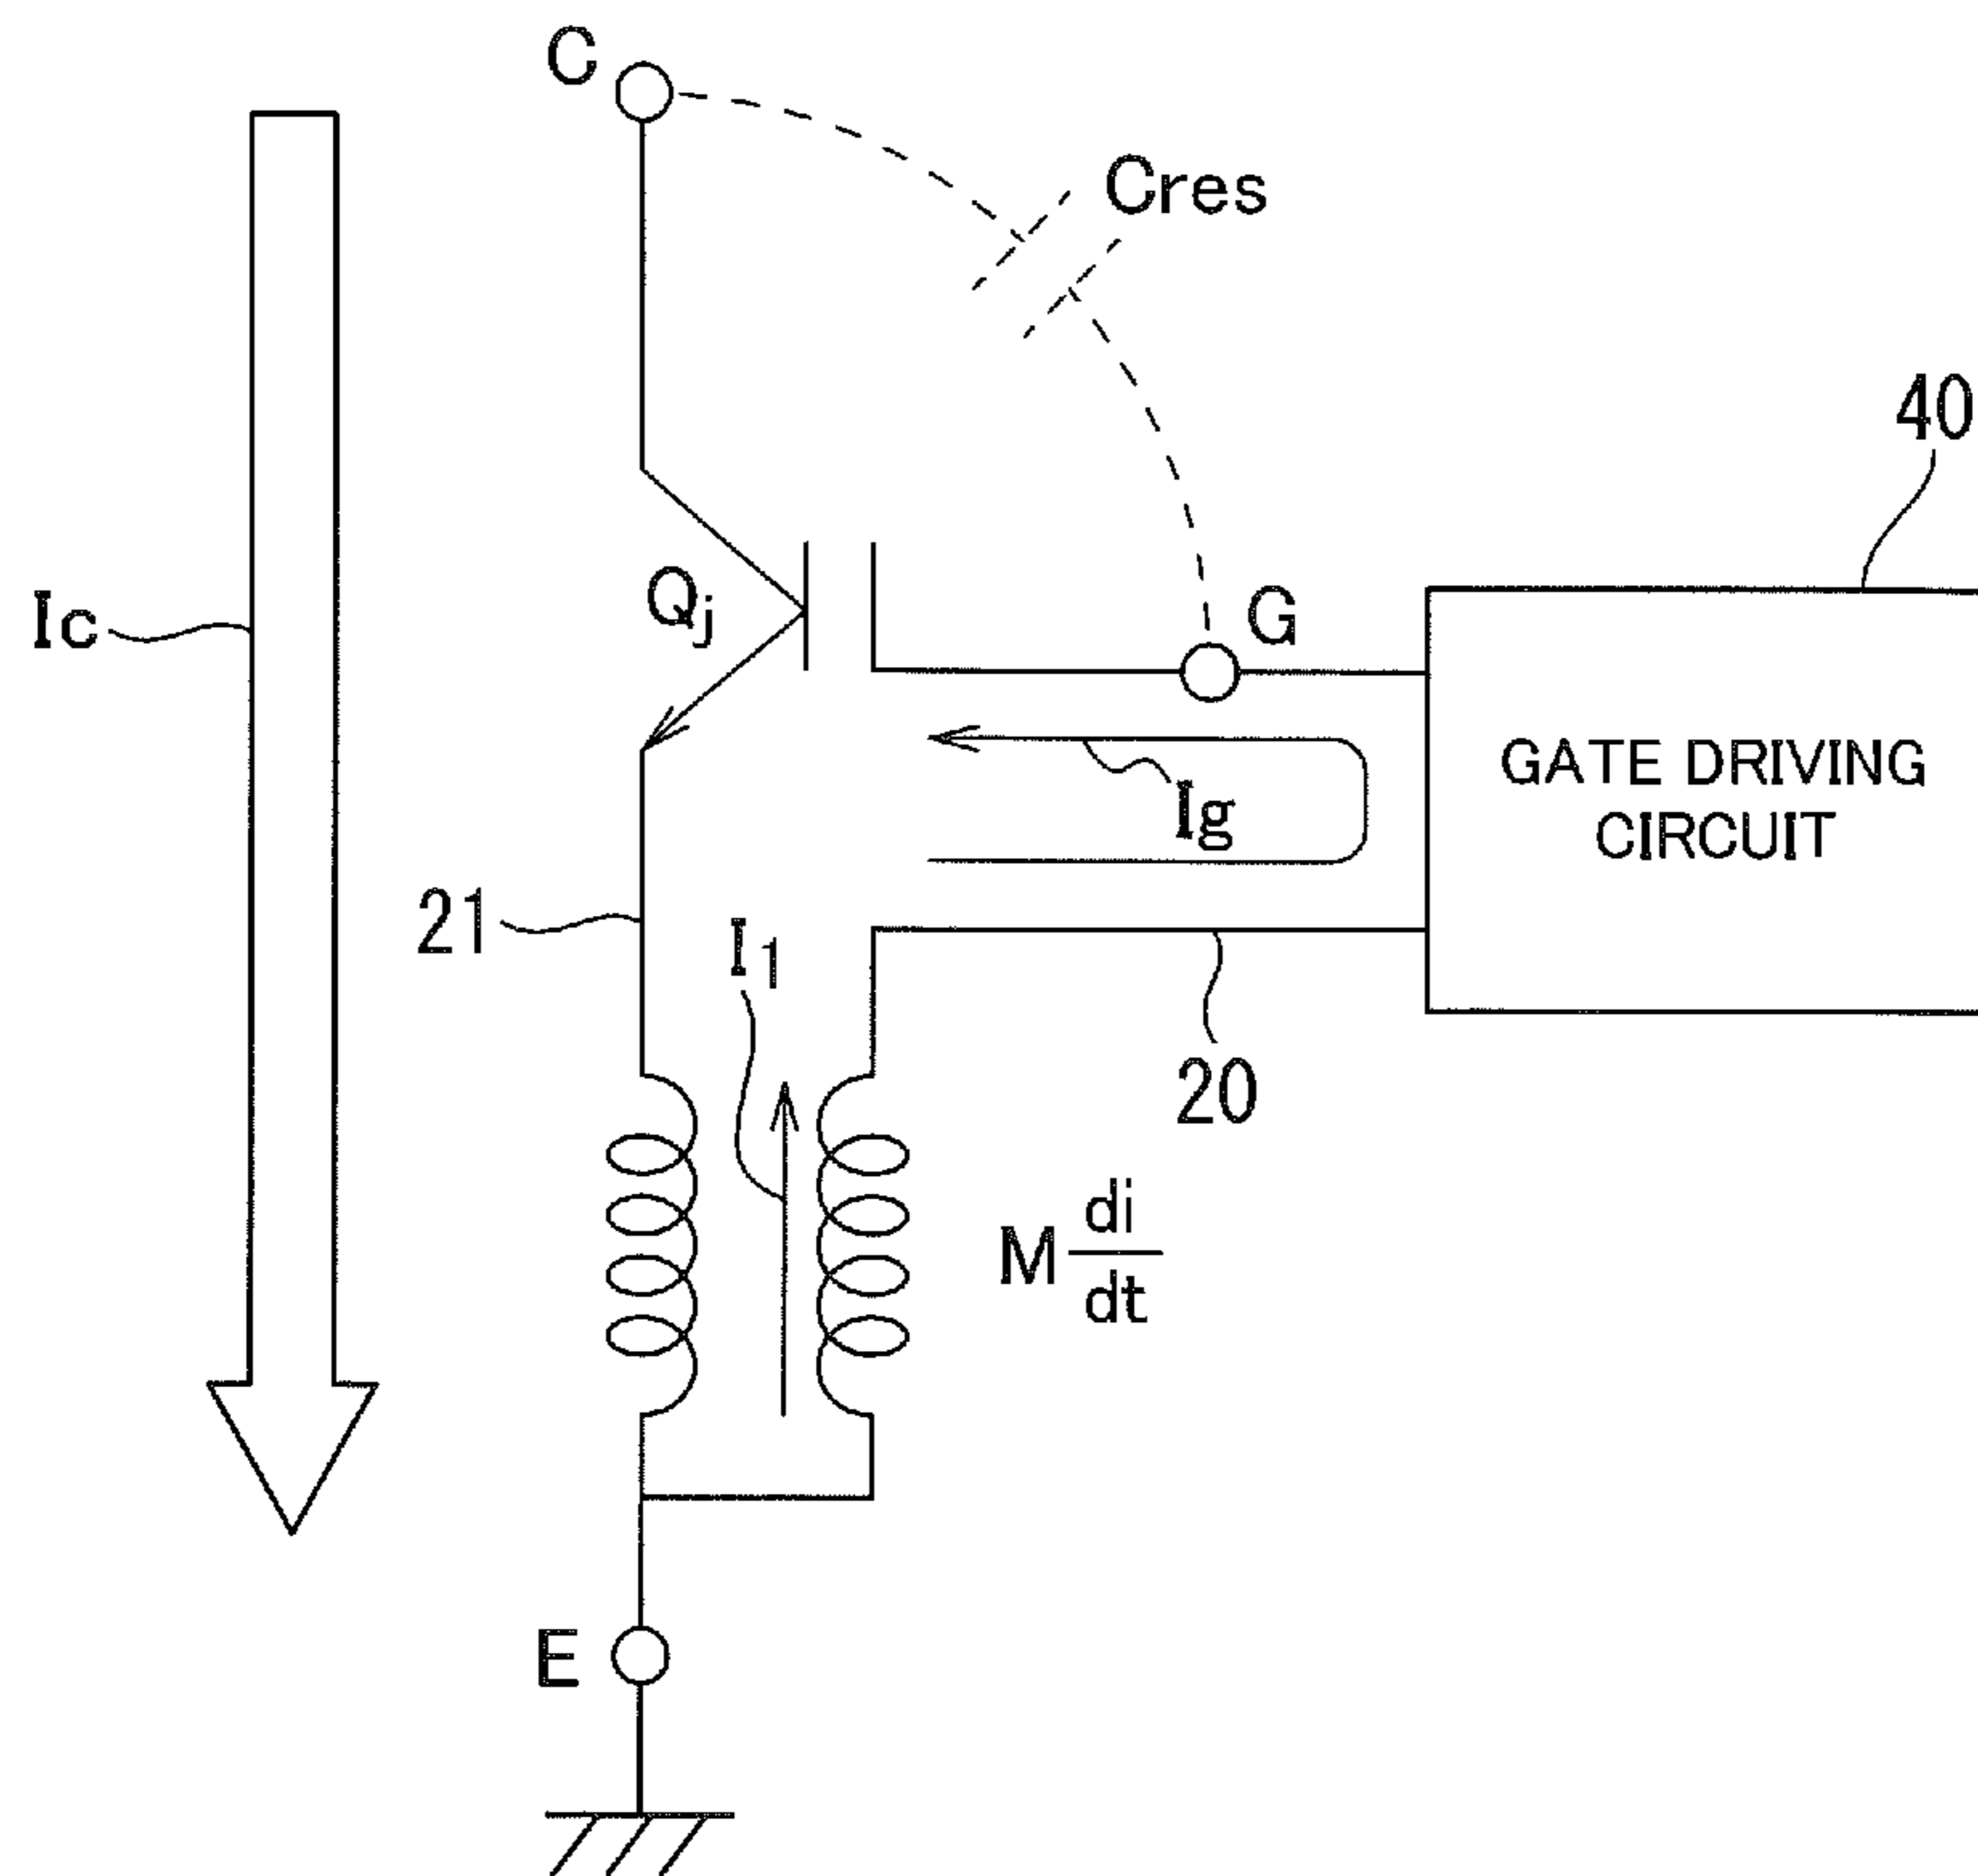 C
Cres
40
Qj
G
Ic
GATE DRIVING
CIRCUIT
Ig
21
I1
20
M di/dt
E